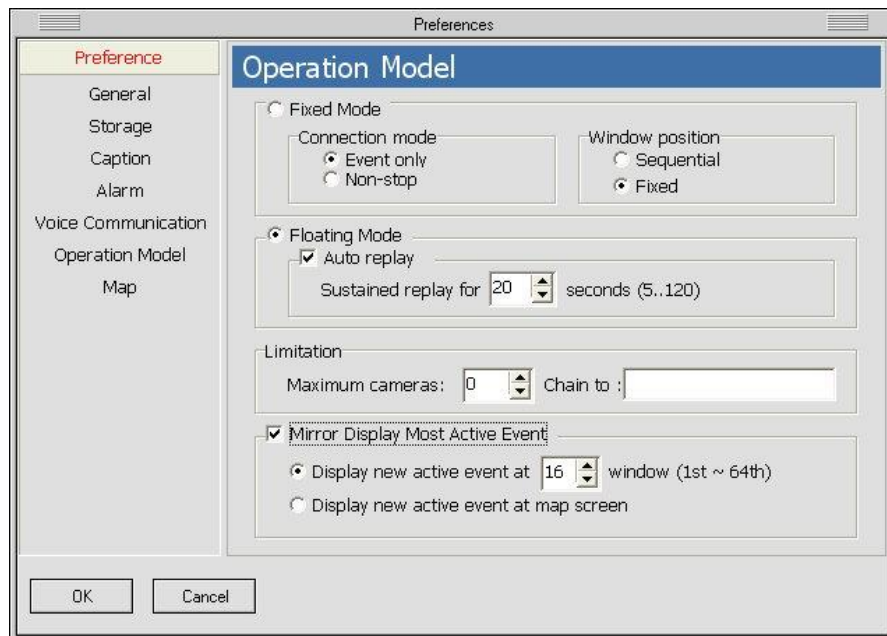 Preferences
Preference
General
Storage
Caption
Alarm
Voice Communication
Operation Model
Map
Operation Model
Fixed Mode
Connection mode
Event only
Non-stop
Window position
Sequential
Fixed
Floating Mode
Auto replay
Sustained replay for 20 seconds (5..120)
Limitation
Maximum cameras: 0 Chain to :
Mirror Display Most Active Event
Display new active event at 16 window (1st ~ 64th)
Display new active event at map screen
OK Cancel